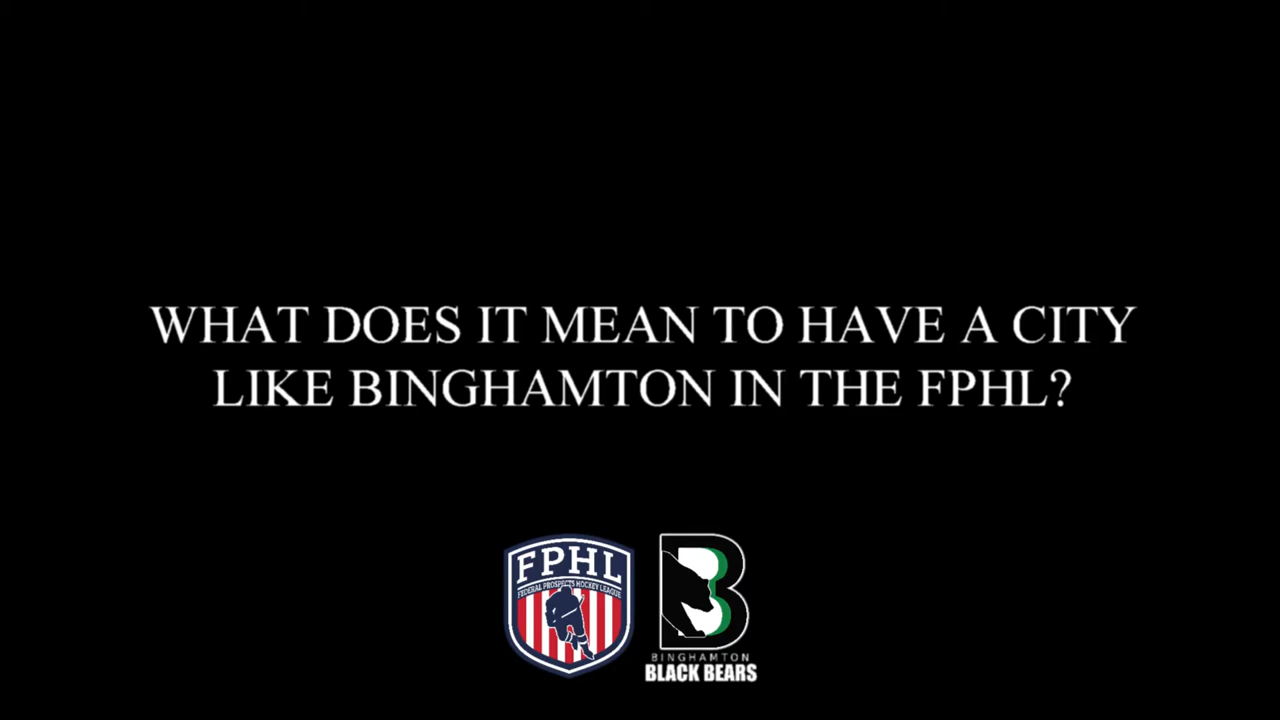 WHAT DOES IT MEAN TO HAVE A CITY
LIKE BINGHAMTON IN THE FPHL?
FPHL
FEDERAL PROSPECTS HOCKEY LEAGUE
B
BINGHAMTON
BLACK BEARS